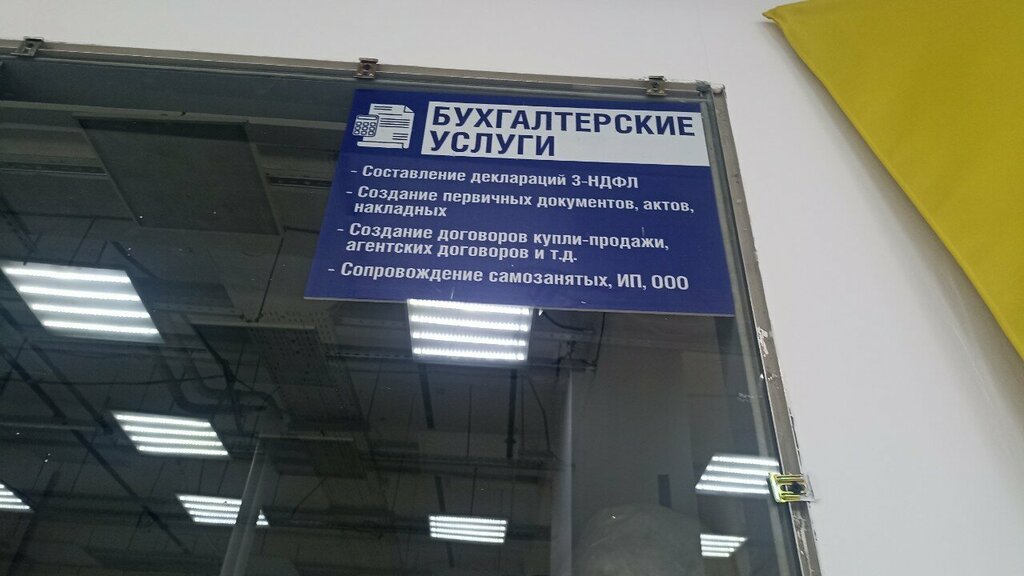 БУХГАЛТЕРСКИЕ
УСЛУГИ
- Составление деклараций 3-НДФЛ
- Создание первичных документов, актов,
накладных
- Создание договоров купли-продажи,
агентских договоров и т.д.
- Сопровождение самозанятых, ИП, ООО